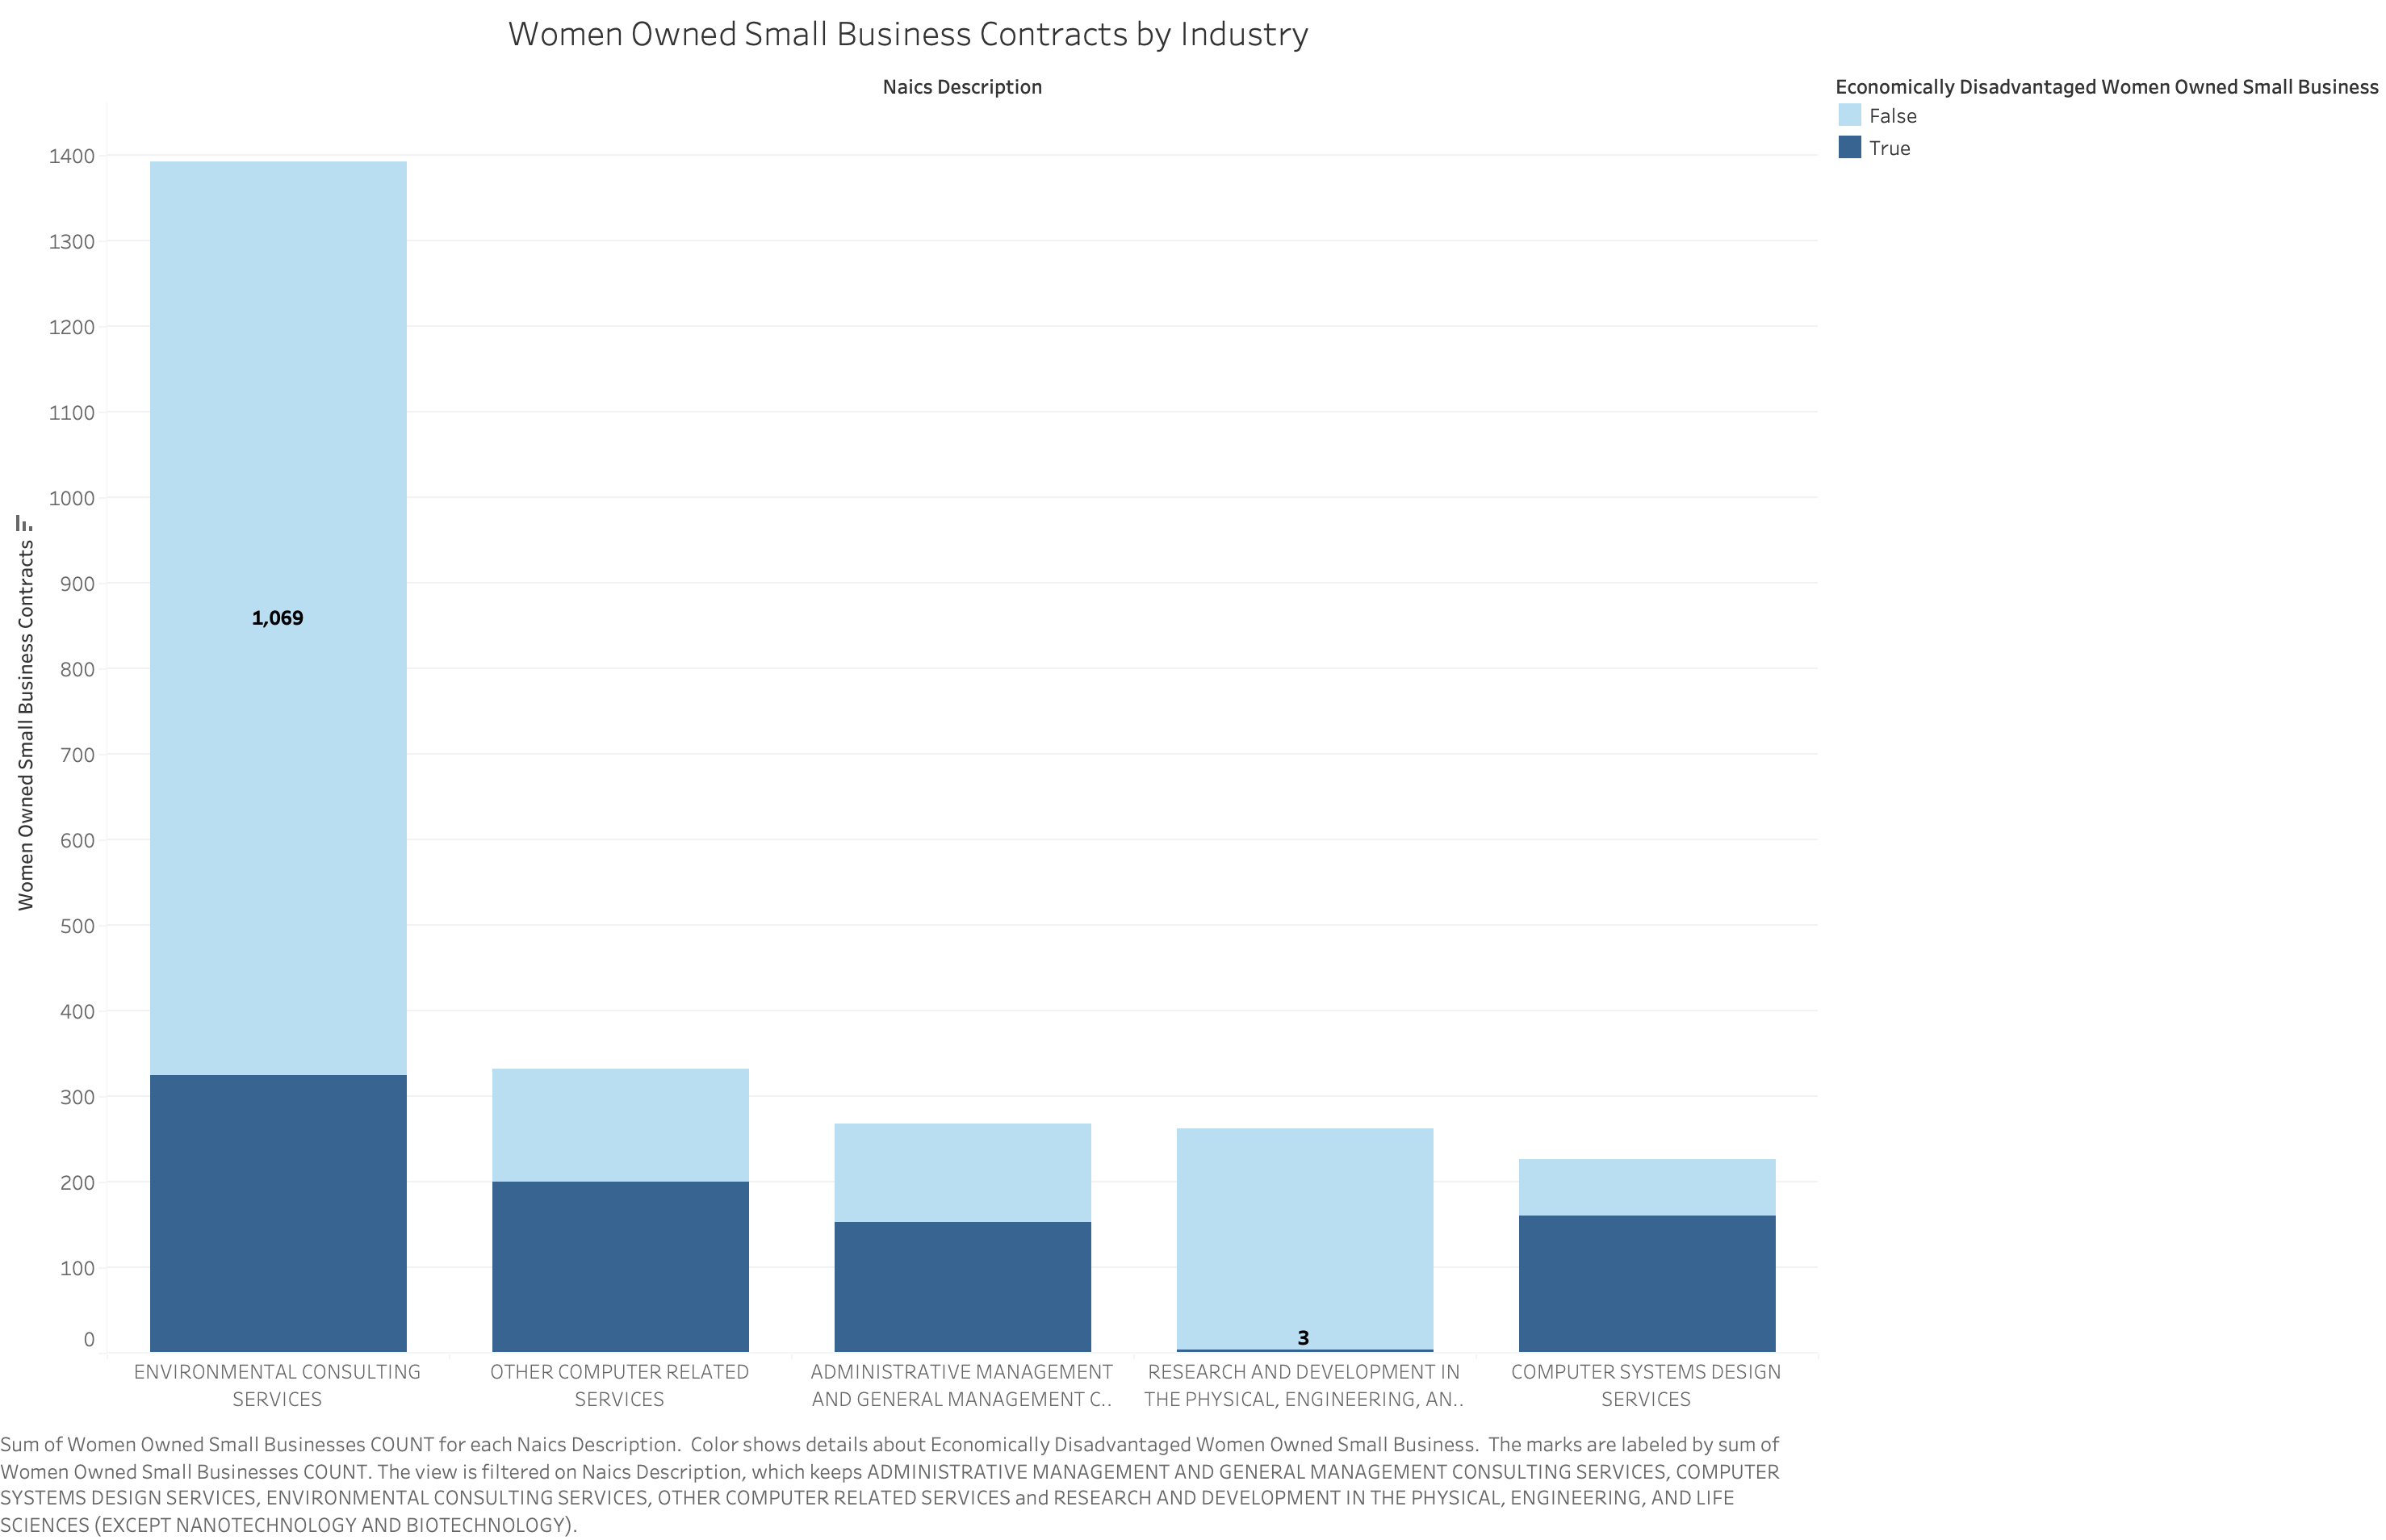 Women Owned Small Business Contracts by Industry
Naics Description
Economically Disadvantaged Women Owned Small Business
False
True
Women Owned Small Business Contracts
1400
1300
1200
1100
1000
900
800
700
600
500
400
300
200
100
0
1,069
3
ENVIRONMENTAL CONSULTING
SERVICES
OTHER COMPUTER RELATED
SERVICES
ADMINISTRATIVE MANAGEMENT
AND GENERAL MANAGEMENT C..
RESEARCH AND DEVELOPMENT IN
THE PHYSICAL, ENGINEERING, AN..
COMPUTER SYSTEMS DESIGN
SERVICES
Sum of Women Owned Small Businesses COUNT for each Naics Description.  Color shows details about Economically Disadvantaged Women Owned Small Business.  The marks are labeled by sum of
Women Owned Small Businesses COUNT. The view is filtered on Naics Description, which keeps ADMINISTRATIVE MANAGEMENT AND GENERAL MANAGEMENT CONSULTING SERVICES, COMPUTER
SYSTEMS DESIGN SERVICES, ENVIRONMENTAL CONSULTING SERVICES, OTHER COMPUTER RELATED SERVICES and RESEARCH AND DEVELOPMENT IN THE PHYSICAL, ENGINEERING, AND LIFE
SCIENCES (EXCEPT NANOTECHNOLOGY AND BIOTECHNOLOGY).